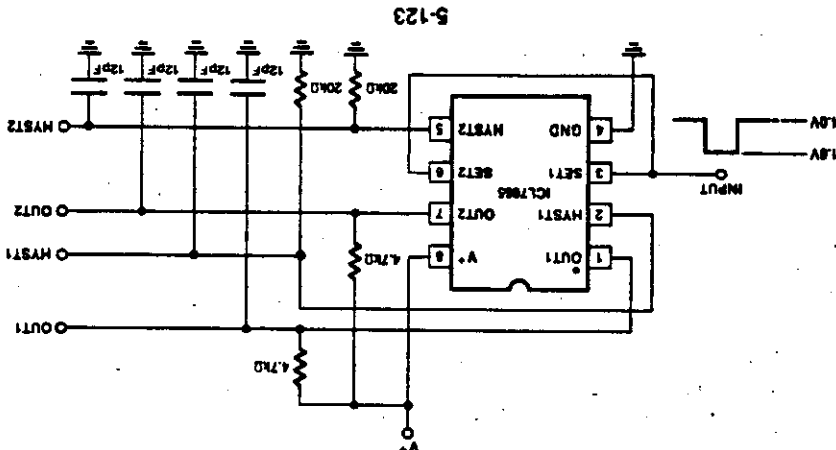 V+
4.7kΩ
OUT1
HYST1
OUT2
HYST2
4.7kΩ
1 OUT1
V+ 8
2 HYST1
OUT2 7
ICL7665
3 SET1
SET2 6
4 GND
HYST2 5
INPUT
1.6V
1.0V
20kΩ
20kΩ
12pF
12pF
12pF
12pF
5-123